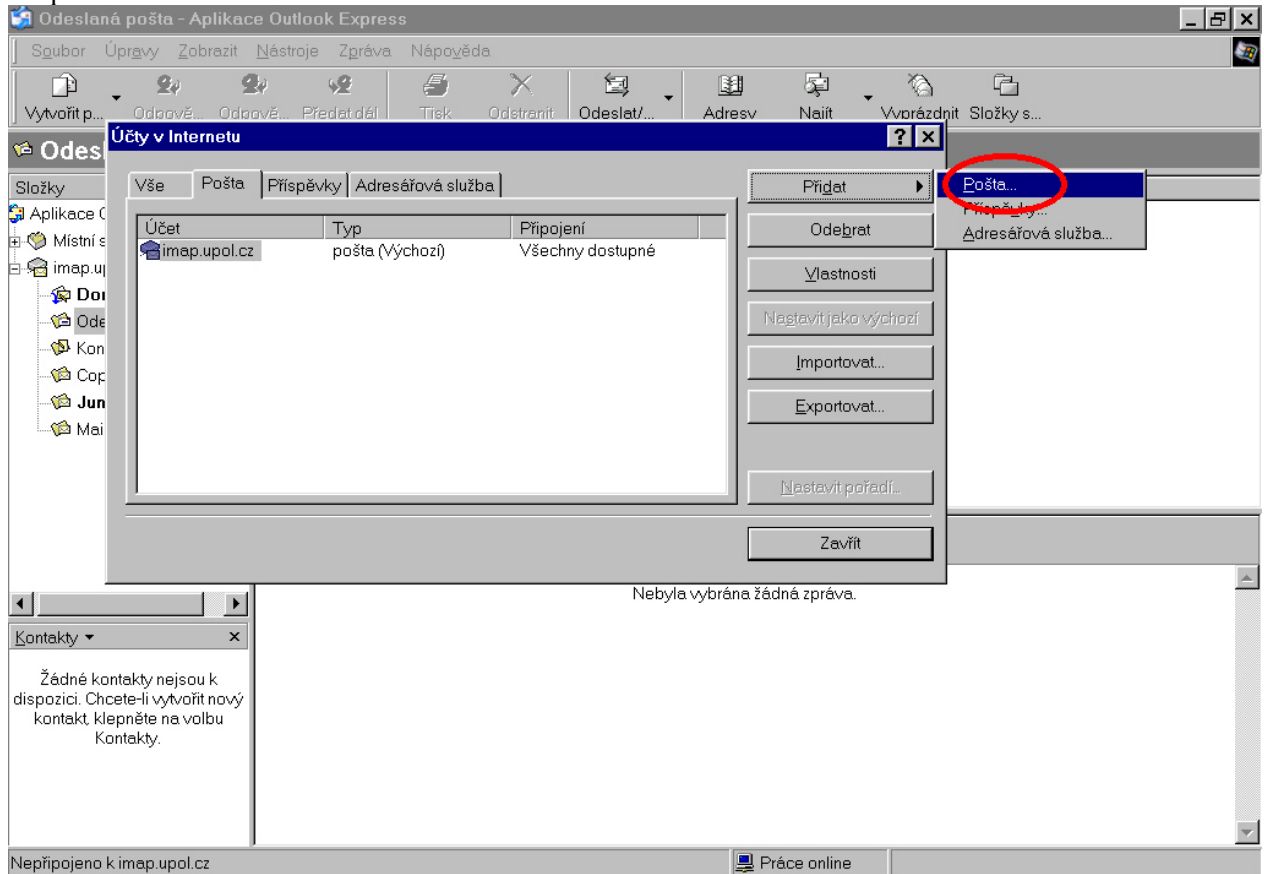 Odeslaná pošta - Aplikace Outlook Express
Soubor Úpravy Zobrazit Nástroje Zpráva Nápověda
Vytvořit p... Odpově... Odpově... Předat dál Tisk Odstranit Odeslat/... Adresy Najít Vyprázdnit Složky s...
Odesl
Účty v Internetu
Složky
Aplikace O
Místní s
imap.up
Do
Ode
Kon
Cop
Jun
Mai
Vše Pošta Příspěvky Adresářová služba
Účet Typ Připojení
imap.upol.cz pošta (Výchozí) Všechny dostupné
Přidat
Odebrat
Vlastnosti
Nastavit jako výchozí
Importovat...
Exportovat...
Nastavit pořadí...
Zavřít
Pošta...
Příspěvky...
Adresářová služba...
Nebyla vybrána žádná zpráva.
Kontakty
Žádné kontakty nejsou k
dispozici. Chcete-li vytvořit nový
kontakt, klepněte na volbu
Kontakty.
Nepřipojeno k imap.upol.cz
Práce online